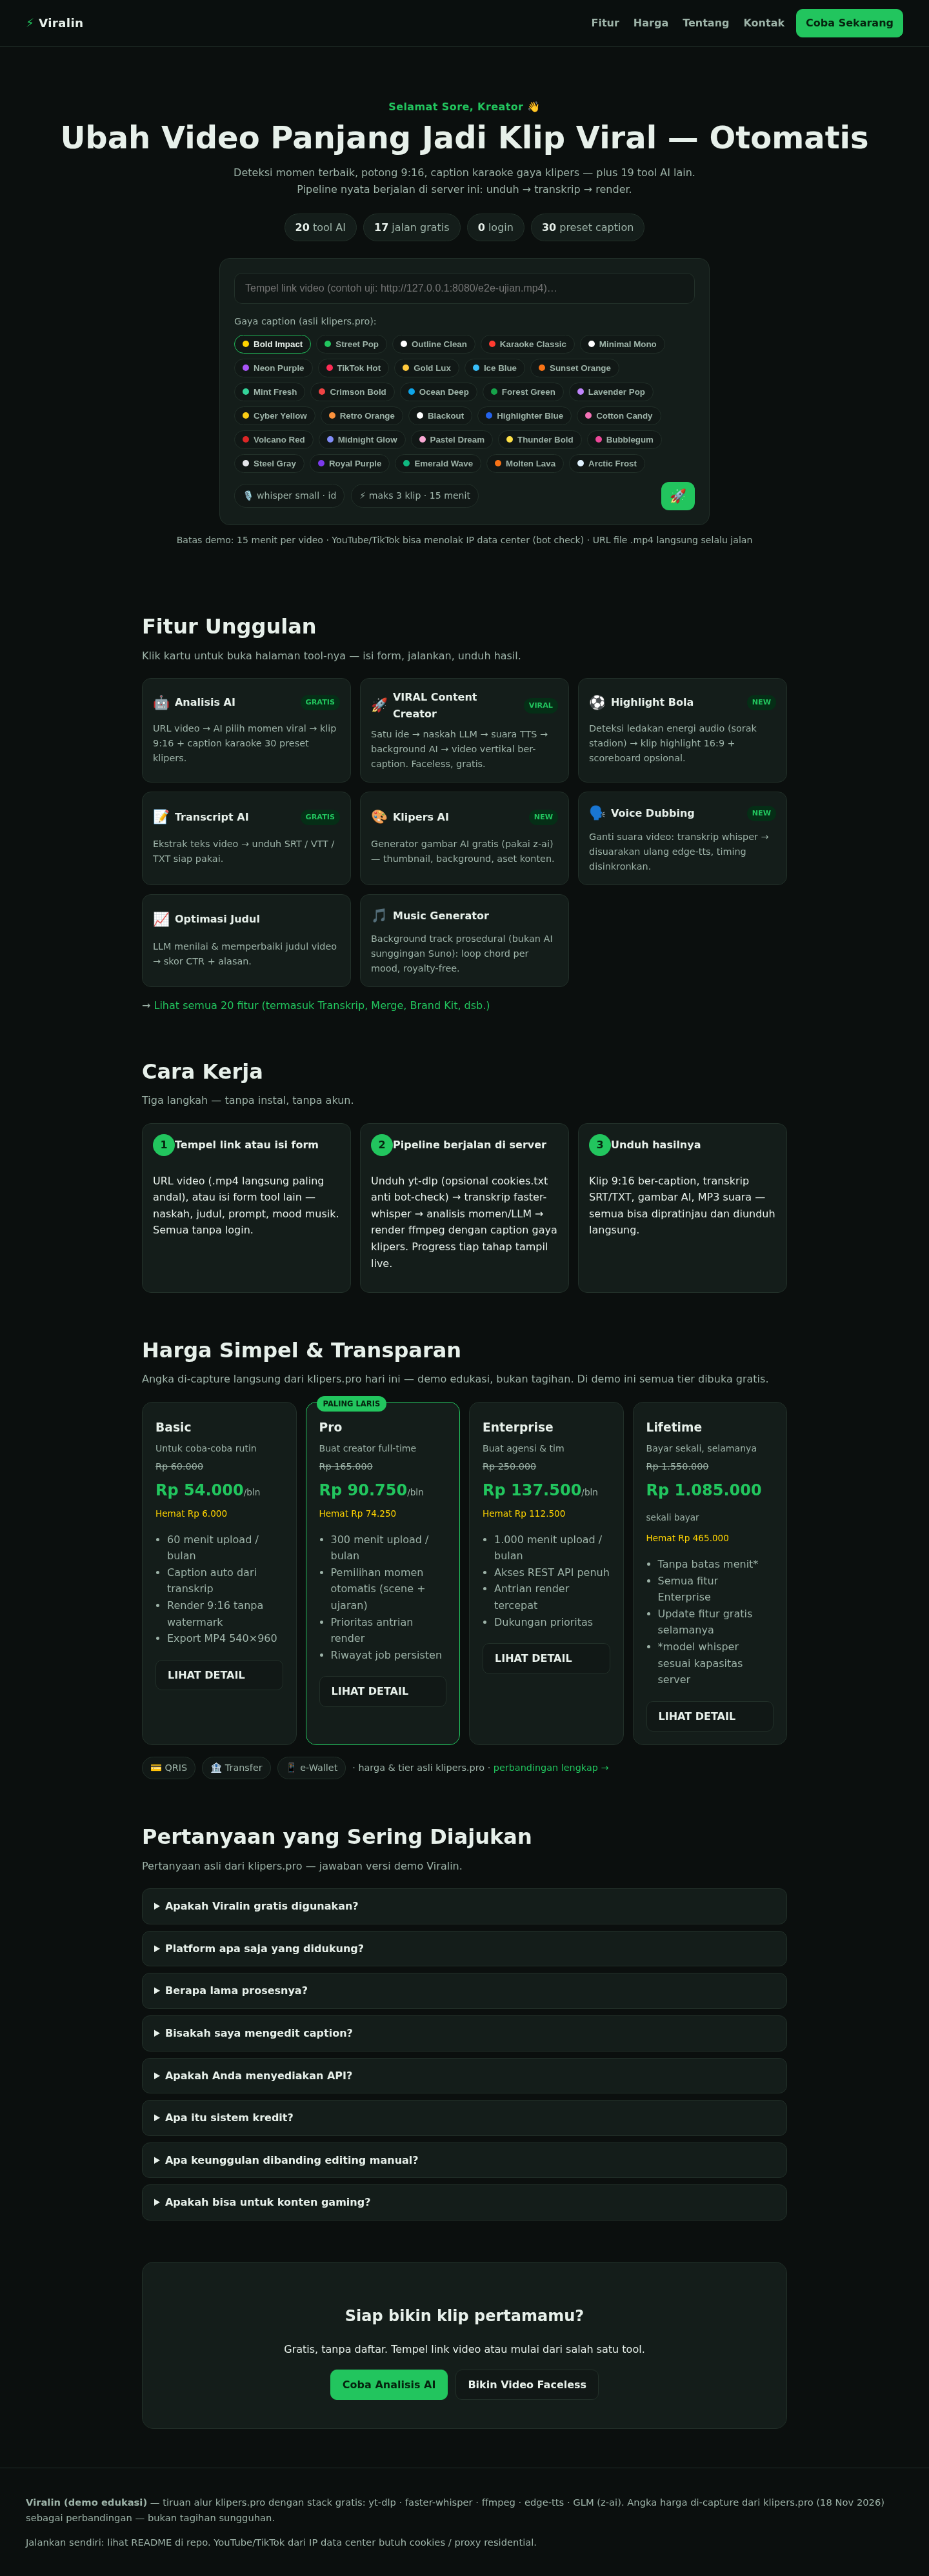 ⚡ Viralin
Fitur Harga Tentang Kontak Coba Sekarang
Selamat Sore, Kreator 👋
Ubah Video Panjang Jadi Klip Viral — Otomatis
Deteksi momen terbaik, potong 9:16, caption karaoke gaya klipers — plus 19 tool AI lain.
Pipeline nyata berjalan di server ini: unduh → transkrip → render.
20 tool AI 17 jalan gratis 0 login 30 preset caption
Tempel link video (contoh uji: http://127.0.0.1:8080/e2e-ujian.mp4)…
Gaya caption (asli klipers.pro):
Bold Impact Street Pop Outline Clean Karaoke Classic Minimal Mono
Neon Purple TikTok Hot Gold Lux Ice Blue Sunset Orange
Mint Fresh Crimson Bold Ocean Deep Forest Green Lavender Pop
Cyber Yellow Retro Orange Blackout Highlighter Blue Cotton Candy
Volcano Red Midnight Glow Pastel Dream Thunder Bold Bubblegum
Steel Gray Royal Purple Emerald Wave Molten Lava Arctic Frost
🎙️ whisper small · id ⚡ maks 3 klip · 15 menit 🚀
Batas demo: 15 menit per video · YouTube/TikTok bisa menolak IP data center (bot check) · URL file .mp4 langsung selalu jalan
Fitur Unggulan
Klik kartu untuk buka halaman tool-nya — isi form, jalankan, unduh hasil.
🤖 Analisis AI GRATIS
URL video → AI pilih momen viral → klip
9:16 + caption karaoke 30 preset
klipers.
🚀 VIRAL Content
Creator VIRAL
Satu ide → naskah LLM → suara TTS →
background AI → video vertikal ber-
caption. Faceless, gratis.
⚽ Highlight Bola NEW
Deteksi ledakan energi audio (sorak
stadion) → klip highlight 16:9 +
scoreboard opsional.
📝 Transcript AI GRATIS
Ekstrak teks video → unduh SRT / VTT /
TXT siap pakai.
🎨 Klipers AI NEW
Generator gambar AI gratis (pakai z-ai)
— thumbnail, background, aset konten.
🗣️ Voice Dubbing NEW
Ganti suara video: transkrip whisper →
disuarakan ulang edge-tts, timing
disinkronkan.
📈 Optimasi Judul
LLM menilai & memperbaiki judul video
→ skor CTR + alasan.
🎵 Music Generator
Background track prosedural (bukan AI
sunggingan Suno): loop chord per
mood, royalty-free.
→ Lihat semua 20 fitur (termasuk Transkrip, Merge, Brand Kit, dsb.)
Cara Kerja
Tiga langkah — tanpa instal, tanpa akun.
1 Tempel link atau isi form
URL video (.mp4 langsung paling
andal), atau isi form tool lain —
naskah, judul, prompt, mood musik.
Semua tanpa login.
2 Pipeline berjalan di server
Unduh yt-dlp (opsional cookies.txt
anti bot-check) → transkrip faster-
whisper → analisis momen/LLM →
render ffmpeg dengan caption gaya
klipers. Progress tiap tahap tampil
live.
3 Unduh hasilnya
Klip 9:16 ber-caption, transkrip
SRT/TXT, gambar AI, MP3 suara —
semua bisa dipratinjau dan diunduh
langsung.
Harga Simpel & Transparan
Angka di-capture langsung dari klipers.pro hari ini — demo edukasi, bukan tagihan. Di demo ini semua tier dibuka gratis.
Basic
Untuk coba-coba rutin
Rp 60.000
Rp 54.000/bln
Hemat Rp 6.000
• 60 menit upload /
bulan
• Caption auto dari
transkrip
• Render 9:16 tanpa
watermark
• Export MP4 540×960
LIHAT DETAIL
PALING LARIS
Pro
Buat creator full-time
Rp 165.000
Rp 90.750/bln
Hemat Rp 74.250
• 300 menit upload /
bulan
• Pemilihan momen
otomatis (scene +
ujaran)
• Prioritas antrian
render
• Riwayat job persisten
LIHAT DETAIL
Enterprise
Buat agensi & tim
Rp 250.000
Rp 137.500/bln
Hemat Rp 112.500
• 1.000 menit upload /
bulan
• Akses REST API penuh
• Antrian render
tercepat
• Dukungan prioritas
LIHAT DETAIL
Lifetime
Bayar sekali, selamanya
Rp 1.550.000
Rp 1.085.000
sekali bayar
Hemat Rp 465.000
• Tanpa batas menit*
• Semua fitur
Enterprise
• Update fitur gratis
selamanya
• *model whisper
sesuai kapasitas
server
LIHAT DETAIL
💳 QRIS 🏦 Transfer 📱 e-Wallet · harga & tier asli klipers.pro · perbandingan lengkap →
Pertanyaan yang Sering Diajukan
Pertanyaan asli dari klipers.pro — jawaban versi demo Viralin.
▶ Apakah Viralin gratis digunakan?
▶ Platform apa saja yang didukung?
▶ Berapa lama prosesnya?
▶ Bisakah saya mengedit caption?
▶ Apakah Anda menyediakan API?
▶ Apa itu sistem kredit?
▶ Apa keunggulan dibanding editing manual?
▶ Apakah bisa untuk konten gaming?
Siap bikin klip pertamamu?
Gratis, tanpa daftar. Tempel link video atau mulai dari salah satu tool.
Coba Analisis AI Bikin Video Faceless
Viralin (demo edukasi) — tiruan alur klipers.pro dengan stack gratis: yt-dlp · faster-whisper · ffmpeg · edge-tts · GLM (z-ai). Angka harga di-capture dari klipers.pro (18 Nov 2026)
sebagai perbandingan — bukan tagihan sungguhan.
Jalankan sendiri: lihat README di repo. YouTube/TikTok dari IP data center butuh cookies / proxy residential.